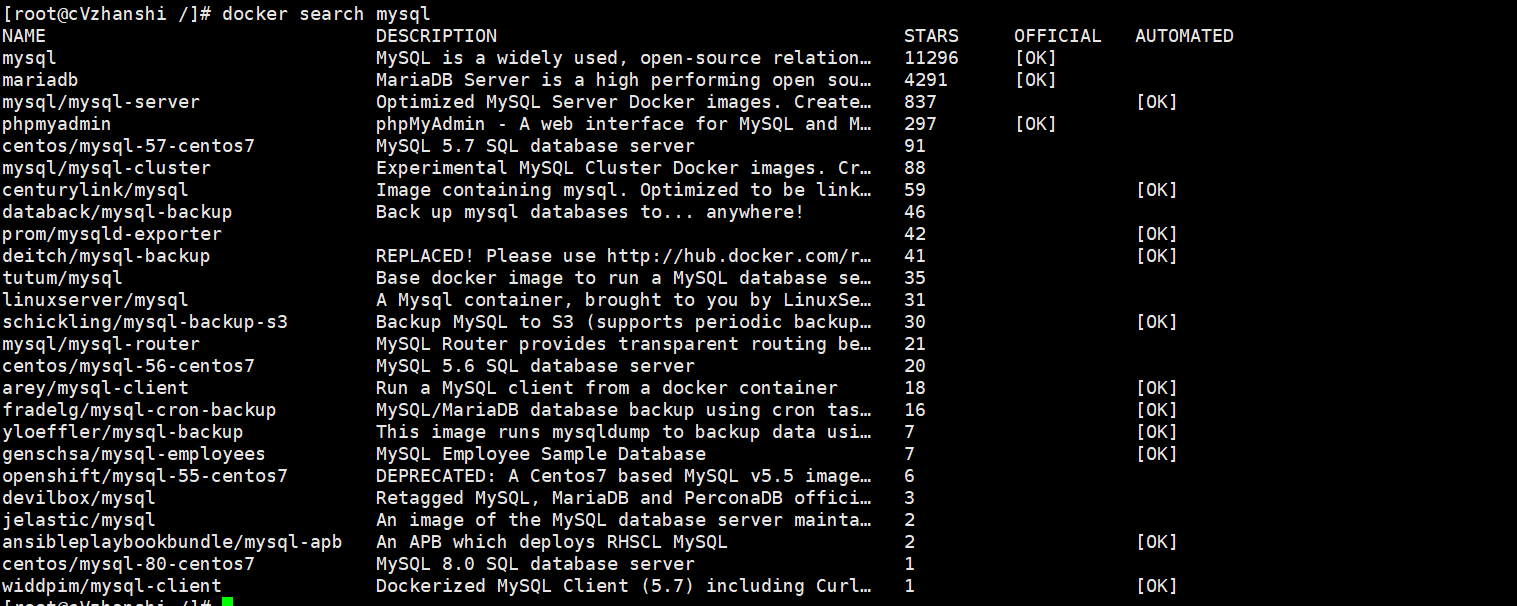 [root@cVzhanshi /]# docker search mysql
NAME DESCRIPTION STARS OFFICIAL AUTOMATED
mysql MySQL is a widely used, open-source relation… 11296 [OK]
mariadb MariaDB Server is a high performing open sou… 4291 [OK]
mysql/mysql-server Optimized MySQL Server Docker images. Create… 837 [OK]
phpmyadmin phpMyAdmin - A web interface for MySQL and M… 297 [OK]
centos/mysql-57-centos7 MySQL 5.7 SQL database server 91
mysql/mysql-cluster Experimental MySQL Cluster Docker images. Cr… 88
centurylink/mysql Image containing mysql. Optimized to be link… 59 [OK]
databack/mysql-backup Back up mysql databases to... anywhere! 46
prom/mysqld-exporter 42 [OK]
deitch/mysql-backup REPLACED! Please use http://hub.docker.com/r… 41 [OK]
tutum/mysql Base docker image to run a MySQL database se… 35
linuxserver/mysql A Mysql container, brought to you by LinuxSe… 31
schickling/mysql-backup-s3 Backup MySQL to S3 (supports periodic backup… 30 [OK]
mysql/mysql-router MySQL Router provides transparent routing be… 21
centos/mysql-56-centos7 MySQL 5.6 SQL database server 20
arey/mysql-client Run a MySQL client from a docker container 18 [OK]
fradelg/mysql-cron-backup MySQL/MariaDB database backup using cron tas… 16 [OK]
yloeffler/mysql-backup This image runs mysqldump to backup data usi… 7 [OK]
genschsa/mysql-employees MySQL Employee Sample Database 7 [OK]
openshift/mysql-55-centos7 DEPRECATED: A Centos7 based MySQL v5.5 image… 6
devilbox/mysql Retagged MySQL, MariaDB and PerconaDB offici… 3
jelastic/mysql An image of the MySQL database server mainta… 2
ansibleplaybookbundle/mysql-apb An APB which deploys RHSCL MySQL 2 [OK]
centos/mysql-80-centos7 MySQL 8.0 SQL database server 1
widdpim/mysql-client Dockerized MySQL Client (5.7) including Curl… 1 [OK]
[root@cVzhanshi /]#